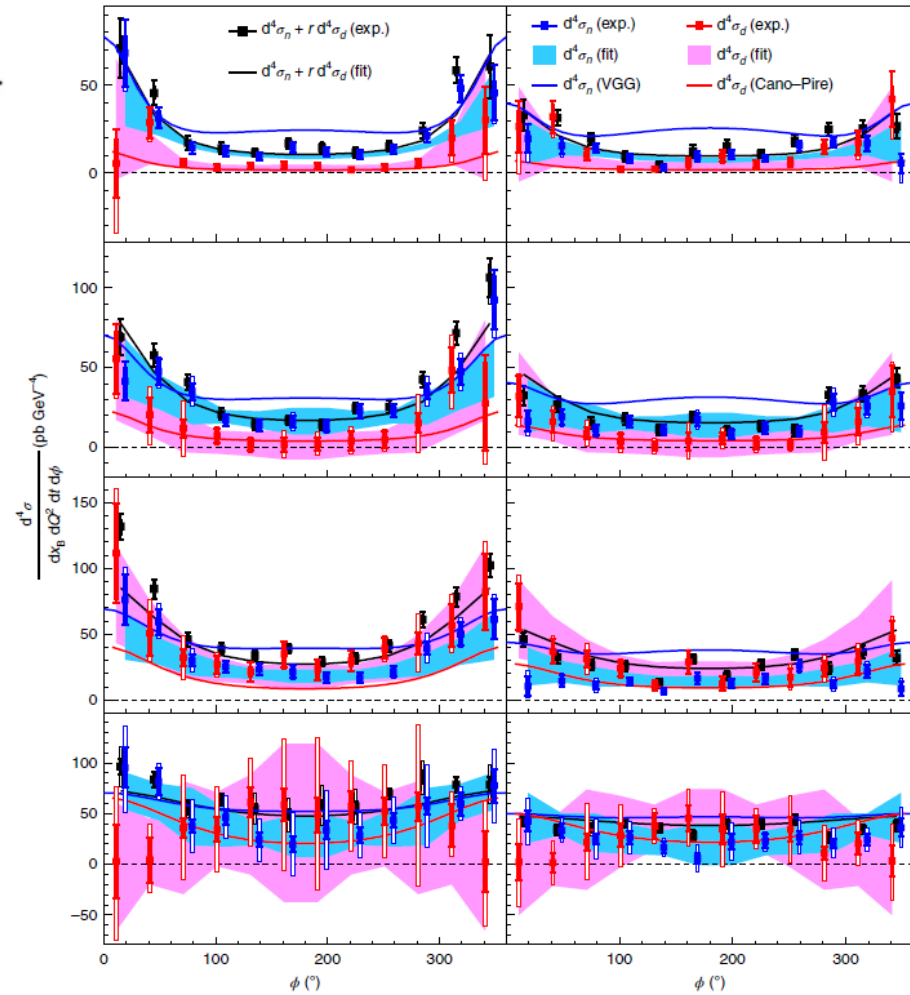 d⁴σₙ + r d⁴σ_d (exp.)
d⁴σₙ + r d⁴σ_d (fit)
d⁴σₙ (exp.)
d⁴σ_d (exp.)
d⁴σₙ (fit)
d⁴σ_d (fit)
d⁴σₙ (VGG)
d⁴σ_d (Cano–Pire)
50
0
100
50
0
150
100
50
0
100
50
0
−50
d⁴σ
dx_B dQ² dt dϕ
(pb GeV⁻⁴)
0 100 200 300
100 200 300
ϕ (°)
ϕ (°)